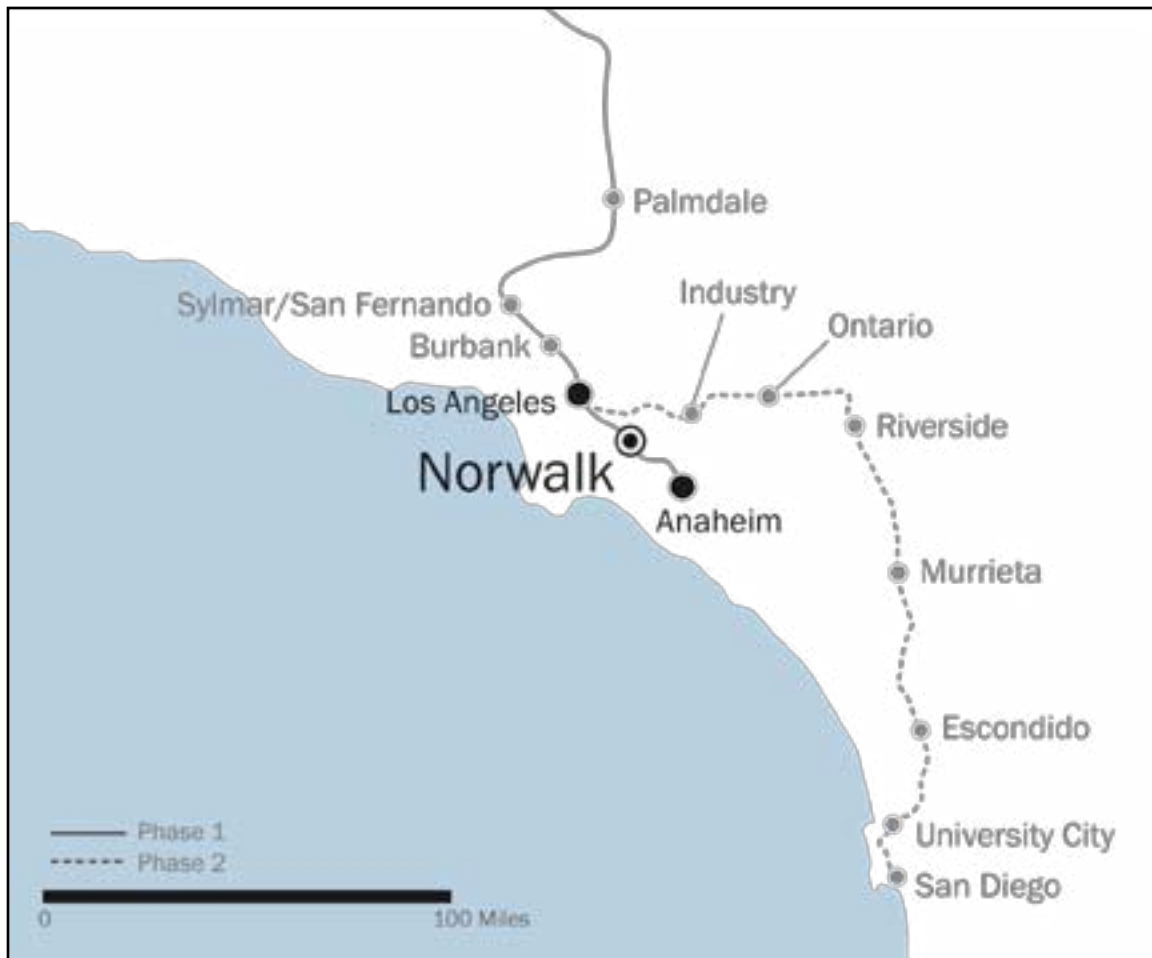 Palmdale
Industry
Sylmar/San Fernando
Ontario
Burbank
Los Angeles
Riverside
Norwalk
Anaheim
Murrieta
Escondido
Phase 1
University City
Phase 2
San Diego
0
100 Miles